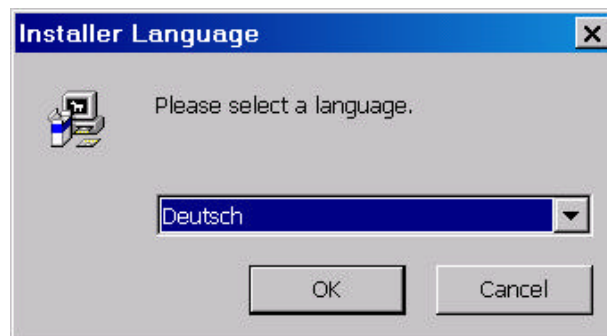 Installer Language
Please select a language.
Deutsch
OK
Cancel